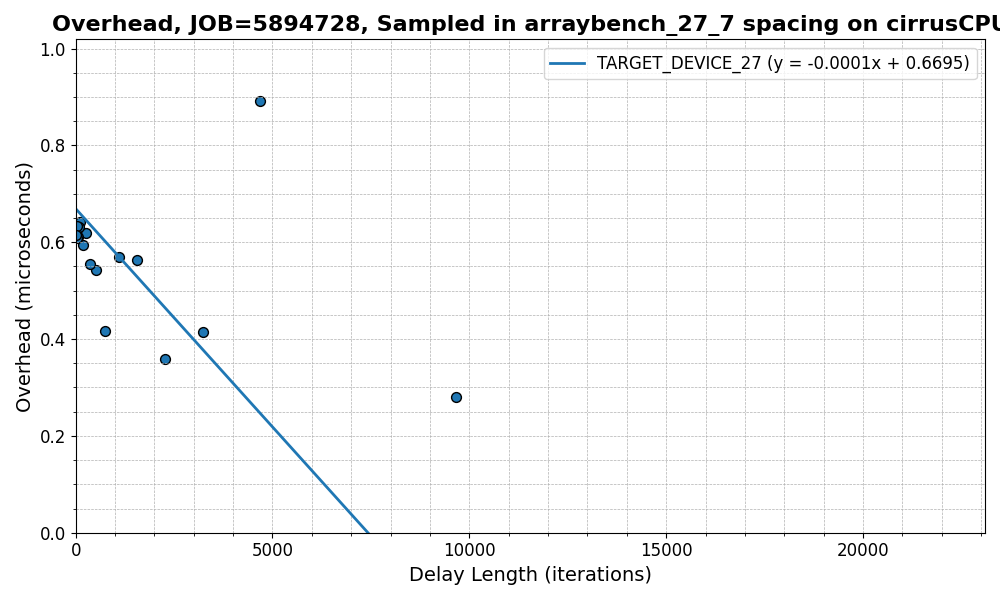 Overhead, JOB=5894728, Sampled in arraybench_27_7 spacing on cirrusCPU
TARGET_DEVICE_27 (y = -0.0001x + 0.6695)
1.0
0.8
0.6
0.4
0.2
0.0
Overhead (microseconds)
0 5000 10000 15000 20000
Delay Length (iterations)